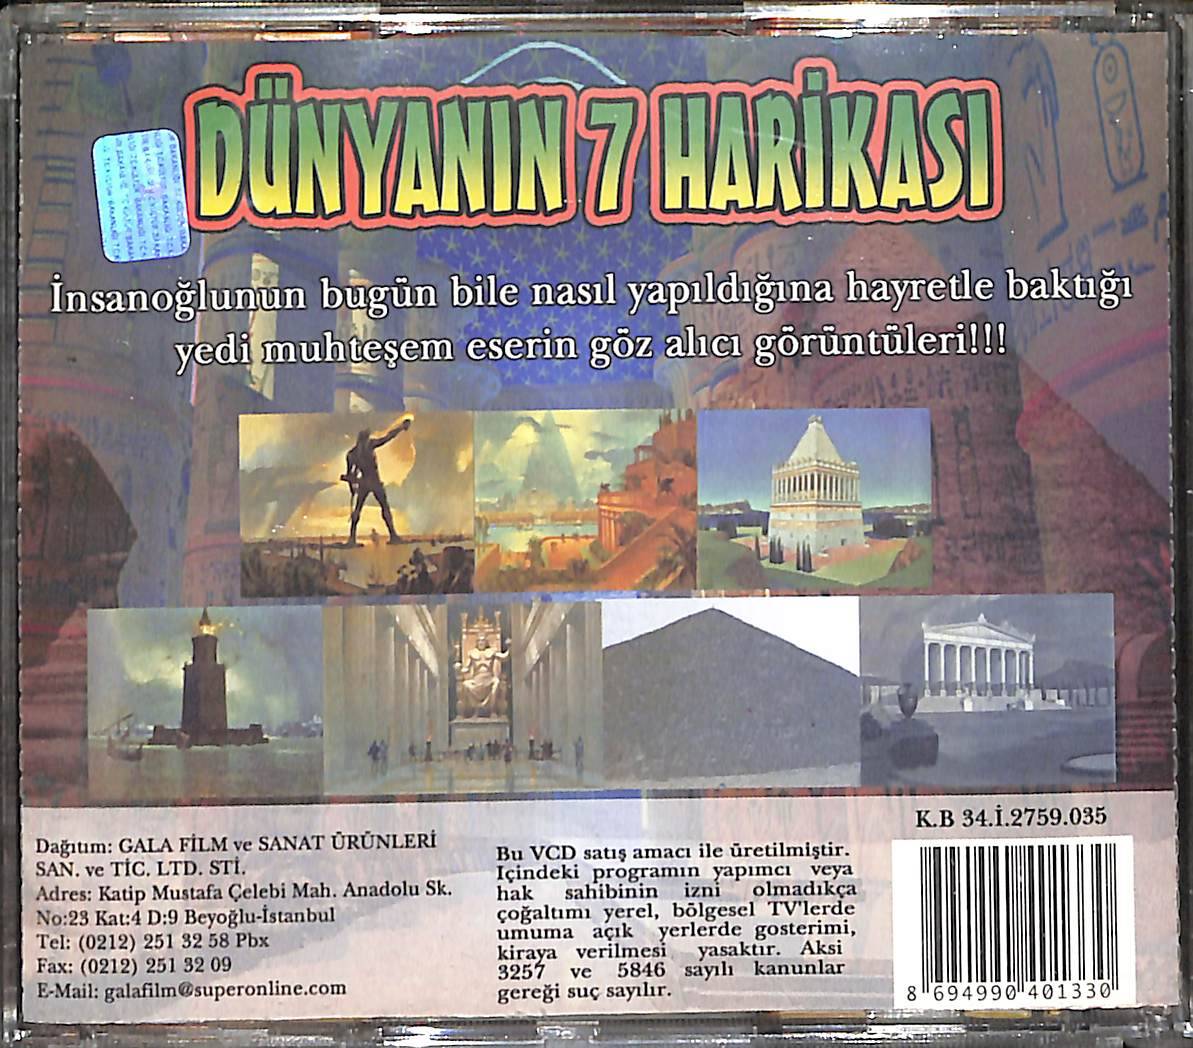 DÜNYANIN 7 HARİKASI
İnsanoğlunun bugün bile nasıl yapıldığına hayretle baktığı
yedi muhteşem eserin göz alıcı görüntüleri!!!
K.B 34.İ.2759.035
Dağıtım: GALA FİLM ve SANAT ÜRÜNLERİ
SAN. ve TİC. LTD. STİ.
Adres: Katip Mustafa Çelebi Mah. Anadolu Sk.
No:23 Kat:4 D:9 Beyoğlu-İstanbul
Tel: (0212) 251 32 58 Pbx
Fax: (0212) 251 32 09
E-Mail: galafilm@superonline.com
Bu VCD satış amacı ile üretilmiştir.
Içindeki programın yapımcı veya
hak sahibinin izni olmadıkça
çoğaltımı yerel, bölgesel TV'lerde
umuma açık yerlerde gosterimi,
kiraya verilmesi yasaktır. Aksi
3257 ve 5846 sayılı kanunlar
gereği suç sayılır.
8 694990 401330